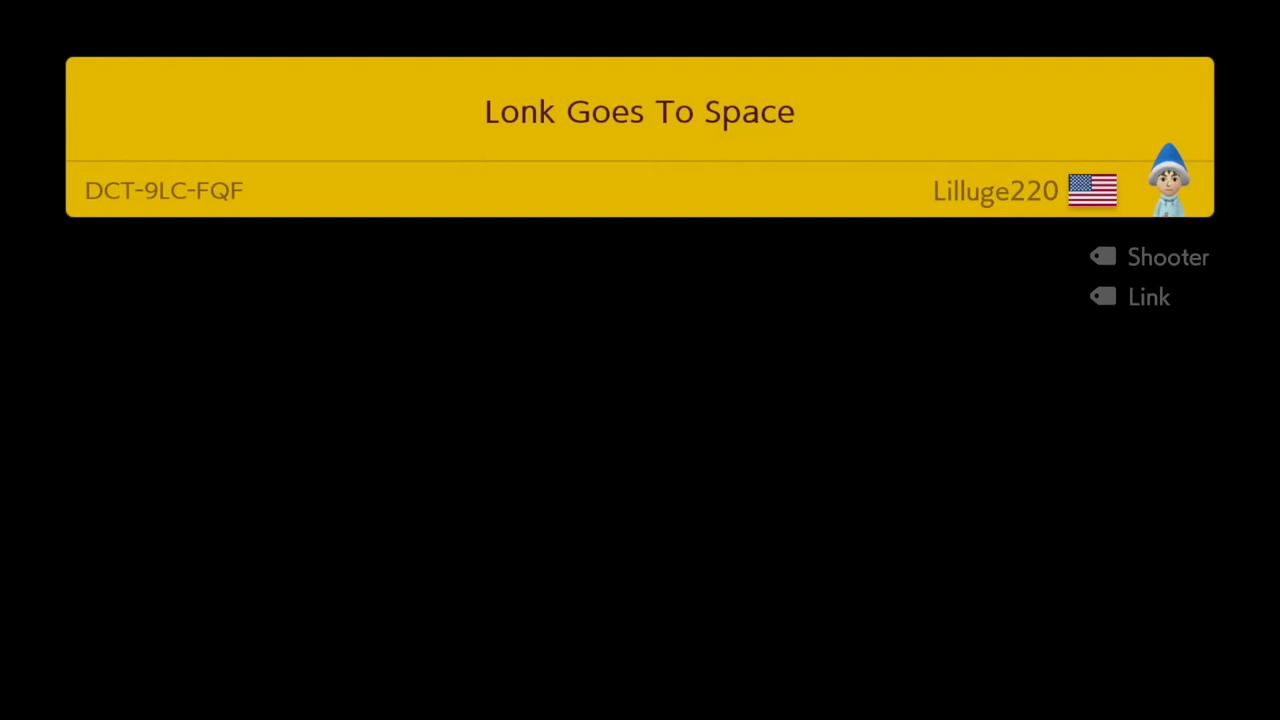 Lonk Goes To Space
DCT-9LC-FQF
Lilluge220
Shooter
Link